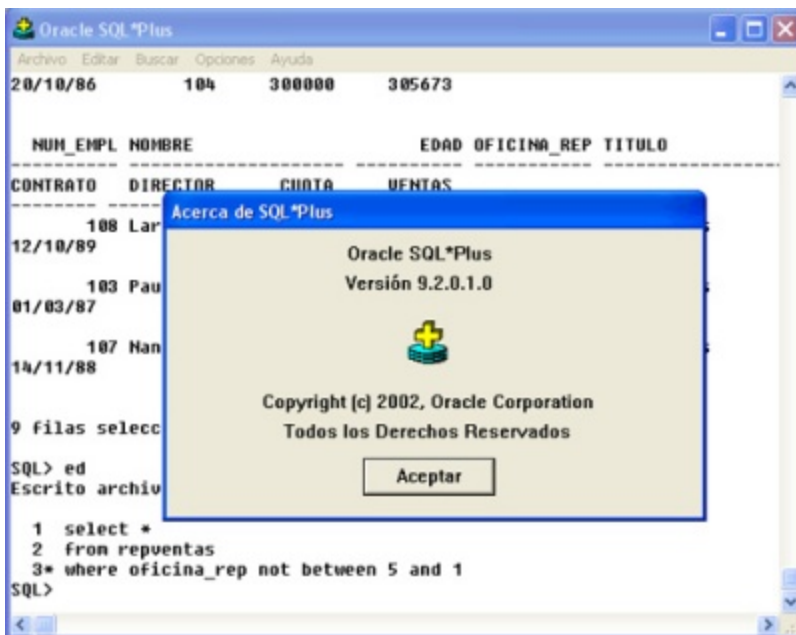 Oracle SQL*Plus
Archivo Editar Buscar Opciones Ayuda
20/10/86 104 300000 305673
NUM_EMPL NOMBRE EDAD OFICINA_REP TITULO
CONTRATO DIRECTOR CUOTA VENTAS
108 Lar
12/10/89
103 Pau
01/03/87
107 Nan
14/11/88
9 filas selecc
SQL> ed
Escrito archiv
1 select *
2 from repventas
3* where oficina_rep not between 5 and 1
SQL>
Acerca de SQL*Plus
Oracle SQL*Plus
Versión 9.2.0.1.0
Copyright (c) 2002, Oracle Corporation
Todos los Derechos Reservados
Aceptar